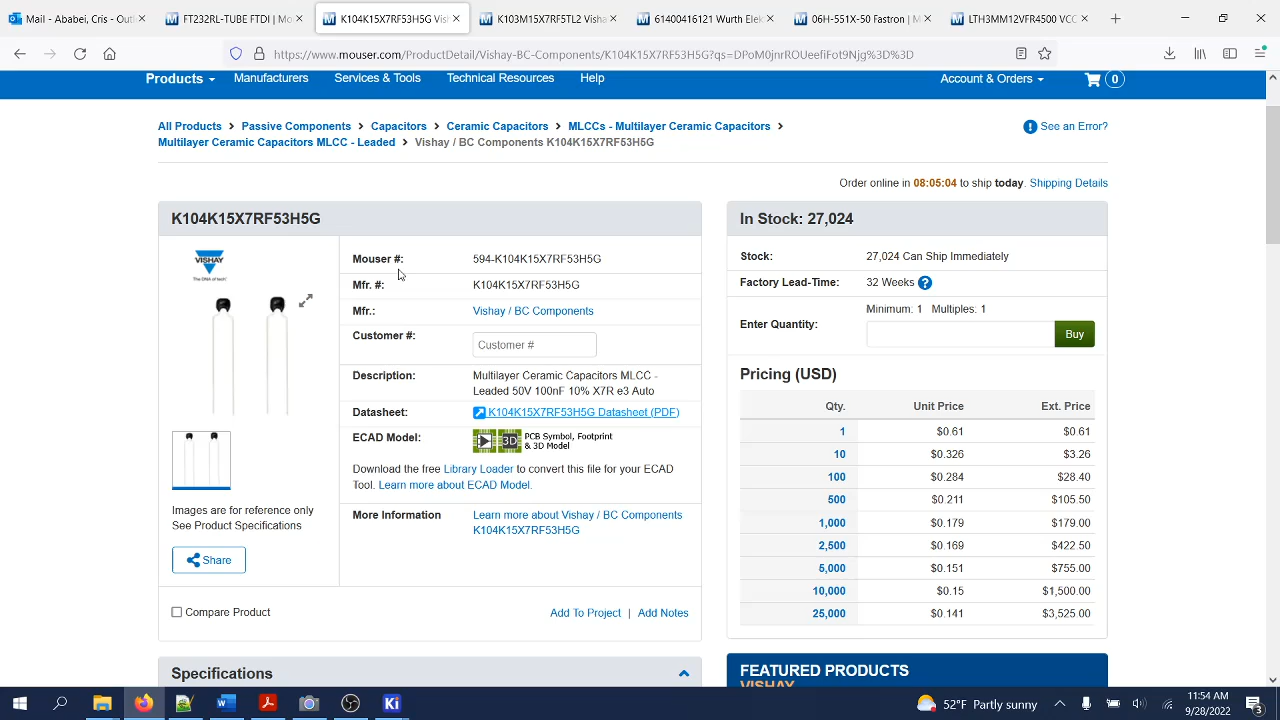 Mail - Ababei, Cris - Outl
FT232RL-TUBE FTDI | Mo
K104K15X7RF53H5G Vis
K103M15X7RF5TL2 Vishay
614004161S Wurth Elek
06H-551X-50 Fastron | M
LTH3MM12VFR4500 VCC
https://www.mouser.com/ProductDetail/Vishay-BC-Components/K104K15X7RF53H5G?qs=DPoM0jnrROUeefiFot9Njg%3D%3D
Products
Manufacturers
Services & Tools
Technical Resources
Help
Account & Orders
0
All Products > Passive Components > Capacitors > Ceramic Capacitors > MLCCs - Multilayer Ceramic Capacitors >
Multilayer Ceramic Capacitors MLCC - Leaded > Vishay / BC Components K104K15X7RF53H5G
See an Error?
Order online in 08:05:04 to ship today. Shipping Details
K104K15X7RF53H5G
VISHAY
The DNA of tech
Images are for reference only
See Product Specifications
Share
Mouser #: 594-K104K15X7RF53H5G
Mfr. #: K104K15X7RF53H5G
Mfr.: Vishay / BC Components
Customer #: Customer #
Description: Multilayer Ceramic Capacitors MLCC -
Leaded 50V 100nF 10% X7R e3 Auto
Datasheet: K104K15X7RF53H5G Datasheet (PDF)
ECAD Model: 3D PCB Symbol, Footprint
& 3D Model
Download the free Library Loader to convert this file for your ECAD
Tool. Learn more about ECAD Model.
More Information Learn more about Vishay / BC Components
K104K15X7RF53H5G
Compare Product
Add To Project | Add Notes
Specifications
In Stock: 27,024
Stock: 27,024 Can Ship Immediately
Factory Lead-Time: 32 Weeks ?
Minimum: 1 Multiples: 1
Enter Quantity: Buy
Pricing (USD)
Qty. Unit Price Ext. Price
1 $0.61 $0.61
10 $0.326 $3.26
100 $0.284 $28.40
500 $0.211 $105.50
1,000 $0.179 $179.00
2,500 $0.169 $422.50
5,000 $0.151 $755.00
10,000 $0.15 $1,500.00
25,000 $0.141 $3,525.00
FEATURED PRODUCTS
VISHAY
Ki
52°F Partly sunny
11:54 AM
9/28/2022
3